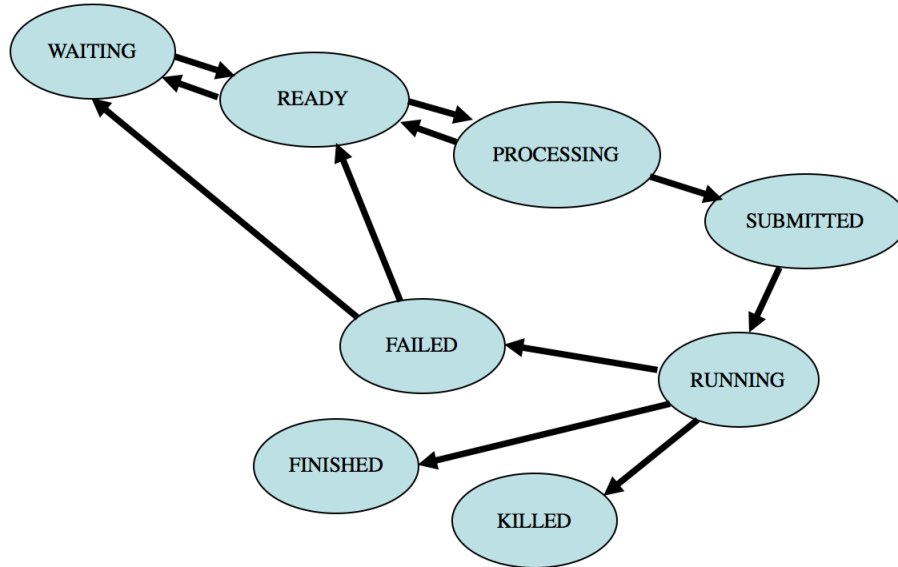 WAITING
READY
PROCESSING
SUBMITTED
FAILED
RUNNING
FINISHED
KILLED